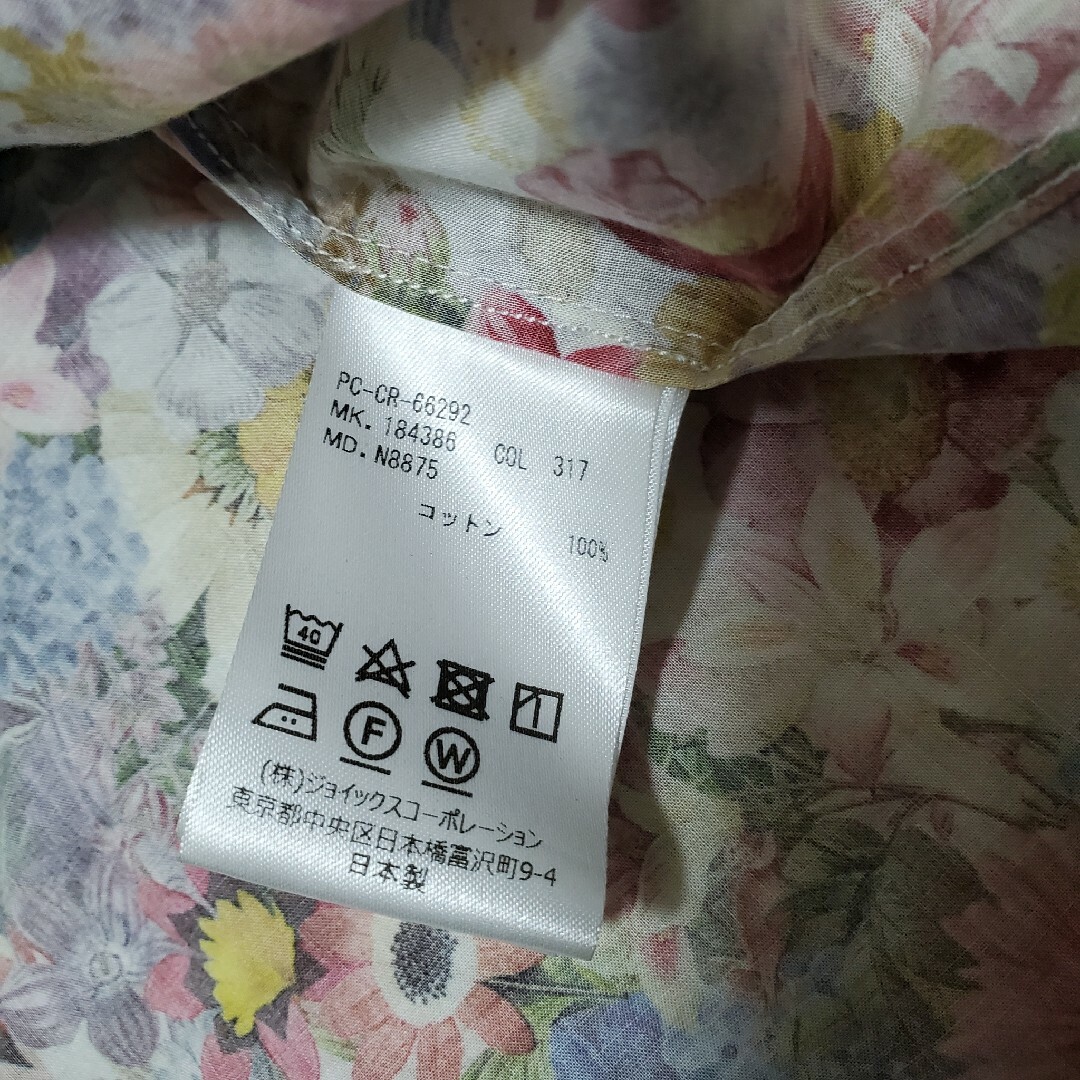 PC-CR-66292
MK. 184386 COL 317
MD. N8875
コットン 100%
40
F W
(株)ジョイックスコーポレーション
東京都中央区日本橋富沢町9-4
日本製